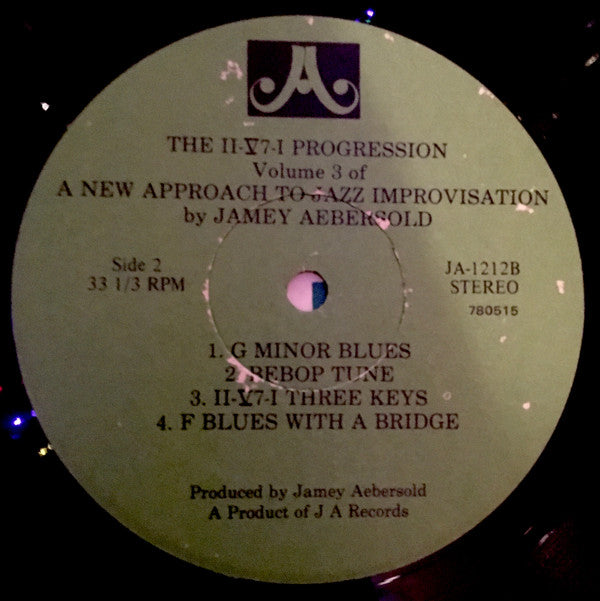 A
THE II-V7-I PROGRESSION
Volume 3 of
A NEW APPROACH TO JAZZ IMPROVISATION
by JAMEY AEBERSOLD
Side 2
33 1/3 RPM
JA-1212B
STEREO
780515
1. G MINOR BLUES
2. BEBOP TUNE
3. II-V7-I THREE KEYS
4. F BLUES WITH A BRIDGE
Produced by Jamey Aebersold
A Product of J A Records